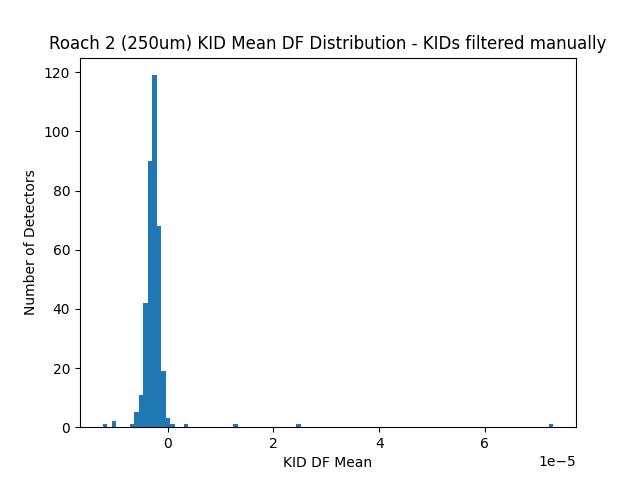 Roach 2 (250um) KID Mean DF Distribution - KIDs filtered manually
120
100
80
60
40
20
0
Number of Detectors
0 2 4 6
1e−5
KID DF Mean